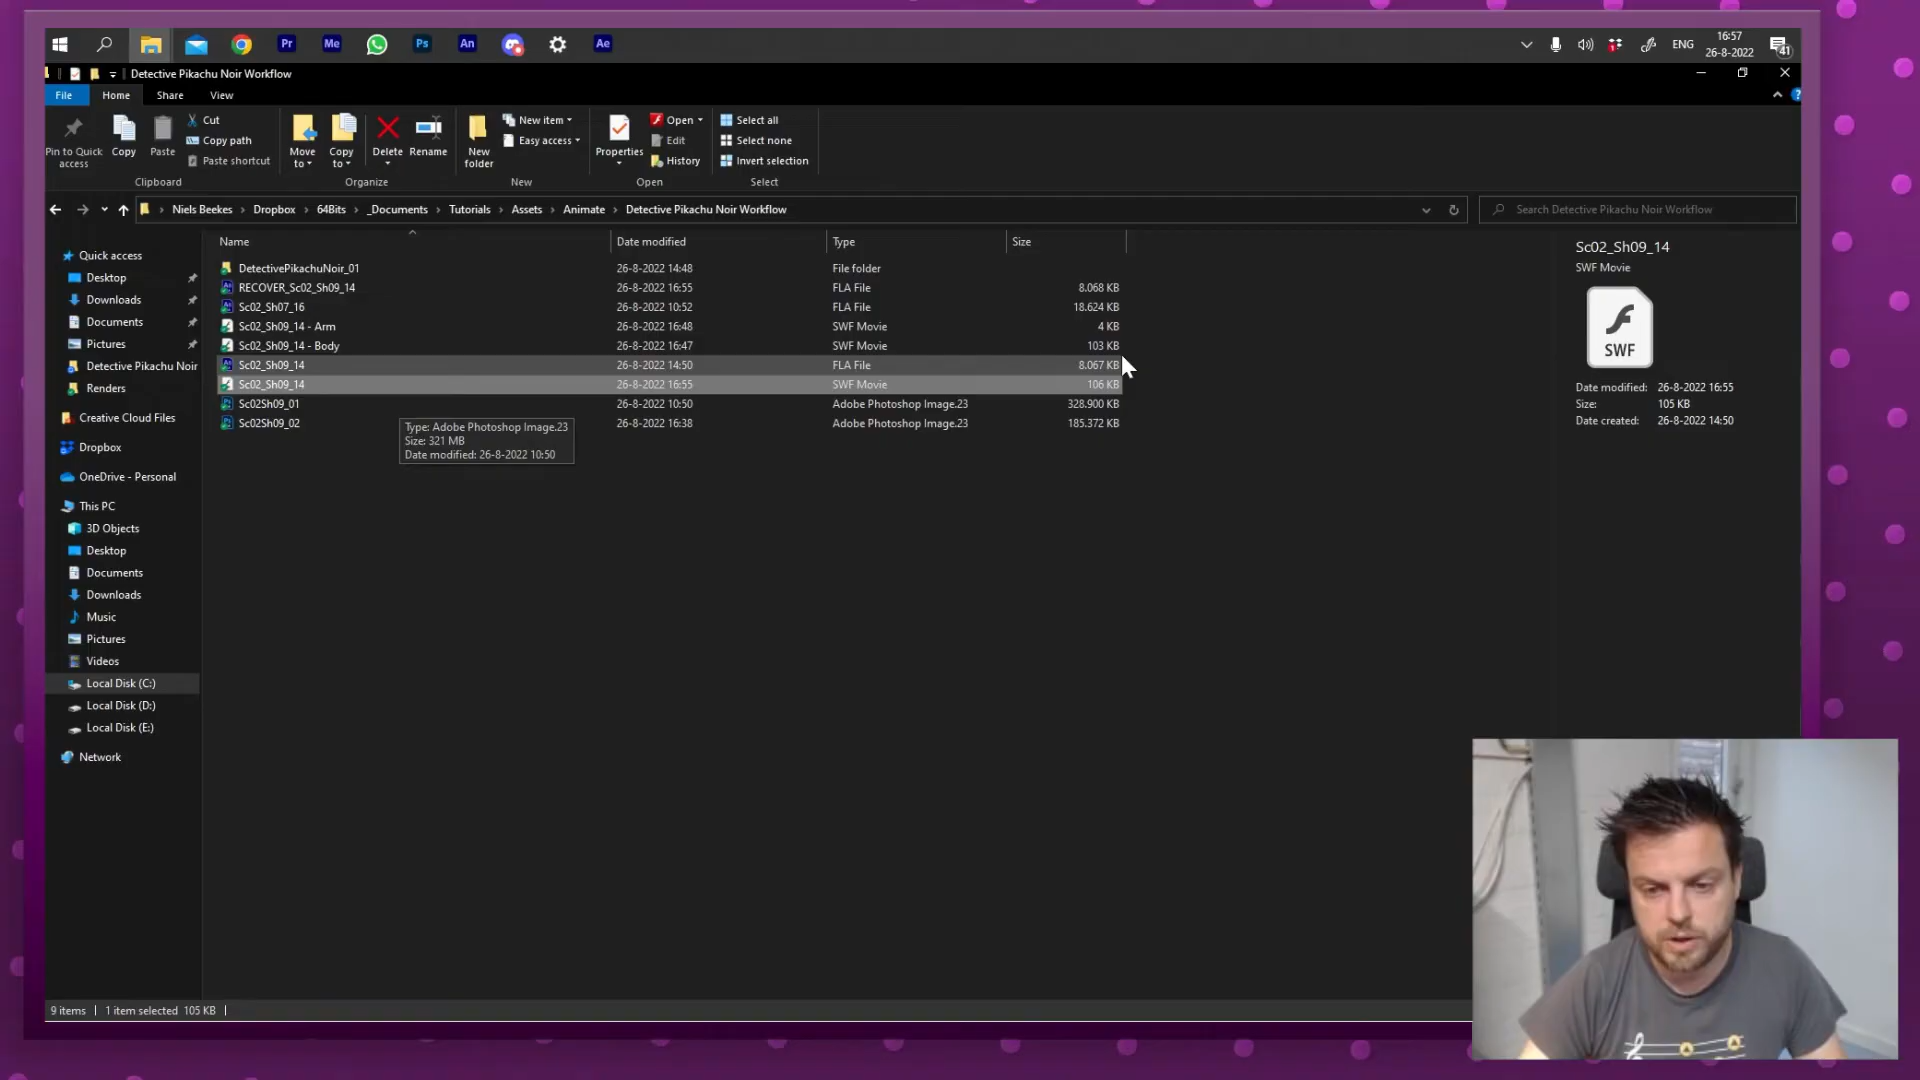 Pr Me Ps An Ae ENG 16:57
26-8-2022 41
Detective Pikachu Noir Workflow
File Home Share View
Pin to Quick access
Copy
Paste
Cut
Copy path
Paste shortcut
Clipboard
Move to
Copy to
Delete
Rename
Organize
New folder
New item
Easy access
New
Properties
Open
Edit
History
Open
Select all
Select none
Invert selection
Select
Niels Beekes › Dropbox › 64Bits › _Documents › Tutorials › Assets › Animate › Detective Pikachu Noir Workflow
Search Detective Pikachu Noir Workflow
Quick access
Desktop
Downloads
Documents
Pictures
Detective Pikachu Noir
Renders
Creative Cloud Files
Dropbox
OneDrive - Personal
This PC
3D Objects
Desktop
Documents
Downloads
Music
Pictures
Videos
Local Disk (C:)
Local Disk (D:)
Local Disk (E:)
Network
Name Date modified Type Size
DetectivePikachuNoir_01 26-8-2022 14:48 File folder
RECOVER_Sc02_Sh09_14 26-8-2022 16:55 FLA File 8.068 KB
Sc02_Sh07_16 26-8-2022 10:52 FLA File 18.624 KB
Sc02_Sh09_14 - Arm 26-8-2022 16:48 SWF Movie 4 KB
Sc02_Sh09_14 - Body 26-8-2022 16:47 SWF Movie 103 KB
Sc02_Sh09_14 26-8-2022 14:50 FLA File 8.067 KB
Sc02_Sh09_14 26-8-2022 16:55 SWF Movie 106 KB
Sc02Sh09_01 26-8-2022 10:50 Adobe Photoshop Image.23 328.900 KB
Sc02Sh09_02 26-8-2022 16:38 Adobe Photoshop Image.23 185.372 KB
Type: Adobe Photoshop Image.23
Size: 321 MB
Date modified: 26-8-2022 10:50
Sc02_Sh09_14
SWF Movie
SWF
Date modified: 26-8-2022 16:55
Size: 105 KB
Date created: 26-8-2022 14:50
9 items 1 item selected 105 KB